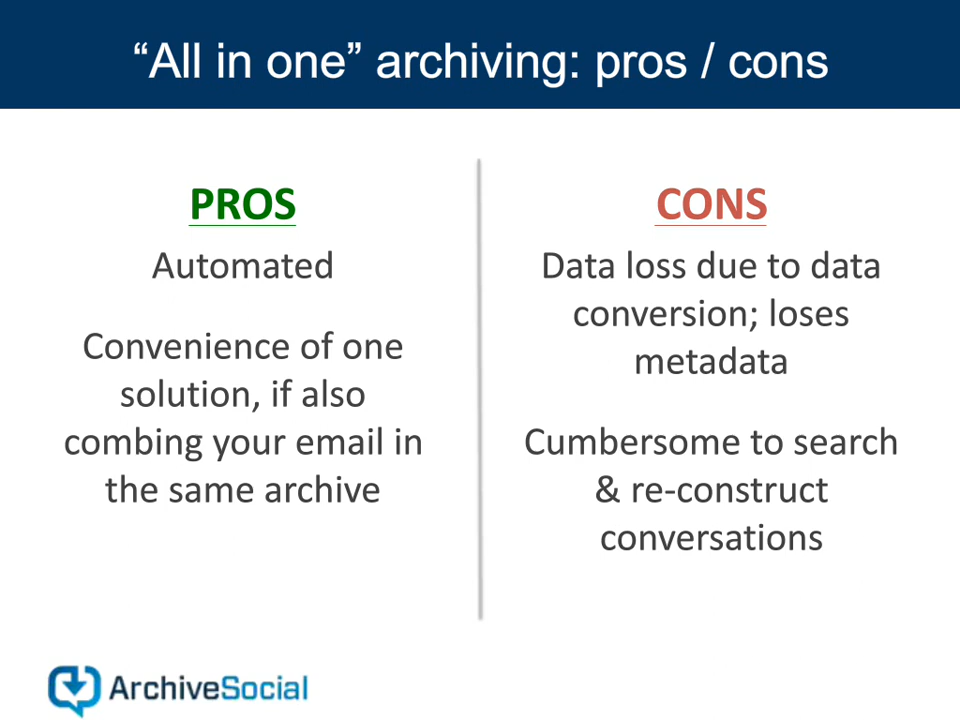 “All in one” archiving: pros / cons
PROS
Automated
Convenience of one
solution, if also
combing your email in
the same archive
CONS
Data loss due to data
conversion; loses
metadata
Cumbersome to search
& re-construct
conversations
ArchiveSocial